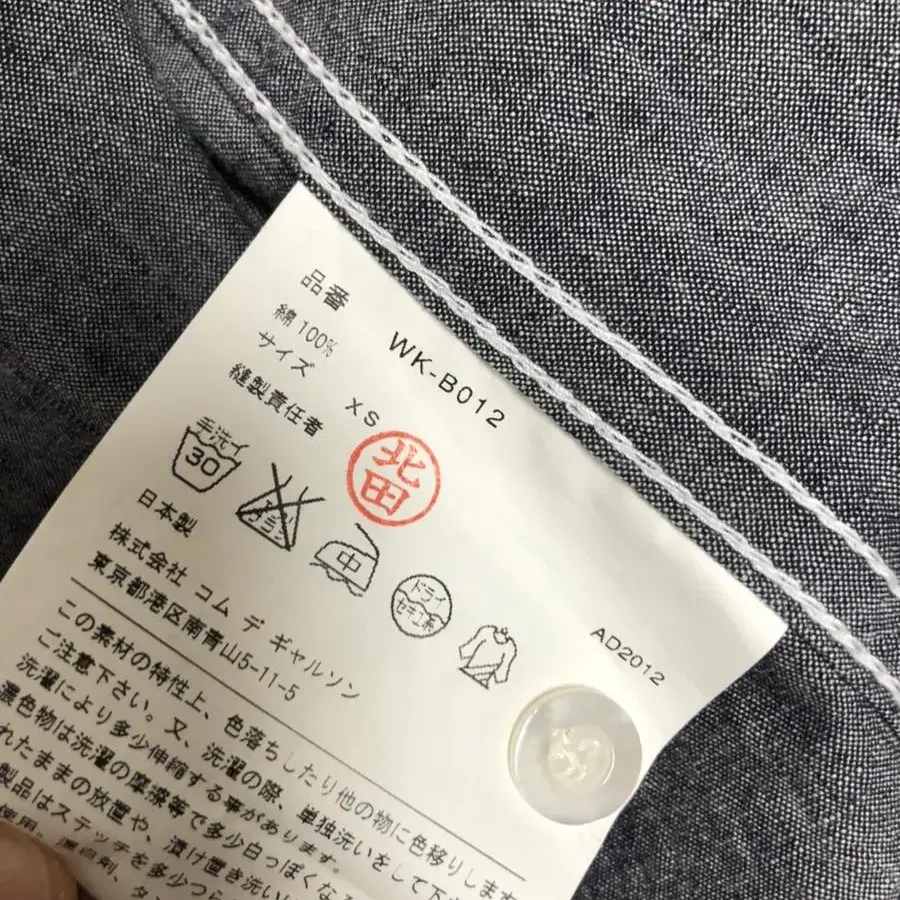 品番 WK-B012
綿 100%
サイズ XS
縫製責任者 北田
手洗イ
30
中
ドライ
セキユ系
日本製
AD2012
株式会社 コム デ ギャルソン
東京都港区南青山5-11-5
この素材の特性上、色落ちしたり他の物に色移りします
ご注意下さい。又、洗濯の際、単独洗いをして下
洗濯により多少伸縮する事があります。
濃色物は洗濯の摩擦等で多少白っぽくな
れたままの放置や、漬け置き洗い
製品はステッチを多少つら
使用。